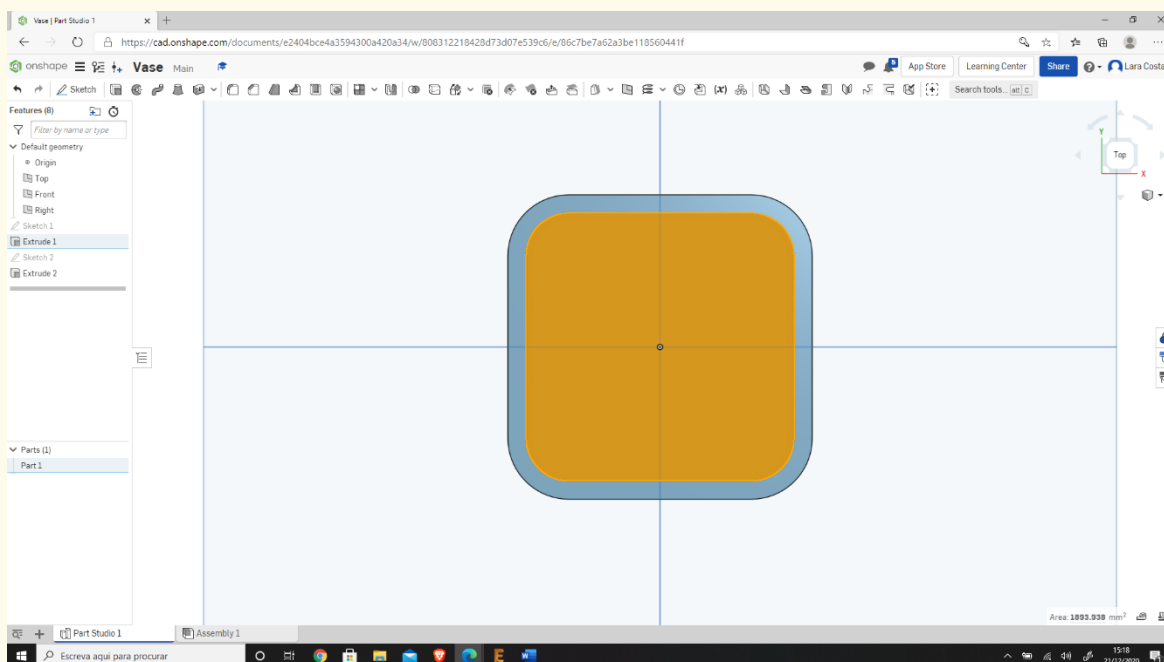 Vase | Part Studio 1
https://cad.onshape.com/documents/e2404bce4a3594300a420a34/w/808312218428d73d07e539c6/e/86c7be7a62a3be118560441f
onshape Vase Main App Store Learning Center Share Lara Costa
Sketch Search tools... alt C
Features (8)
Filter by name or type
Default geometry
Origin
Top
Front
Right
Sketch 1
Extrude 1
Sketch 2
Extrude 2
Y
Top
X
Parts (1)
Part 1
Area: 1893.938 mm²
Part Studio 1 Assembly 1
Escreva aqui para procurar
15:18
21/12/2020